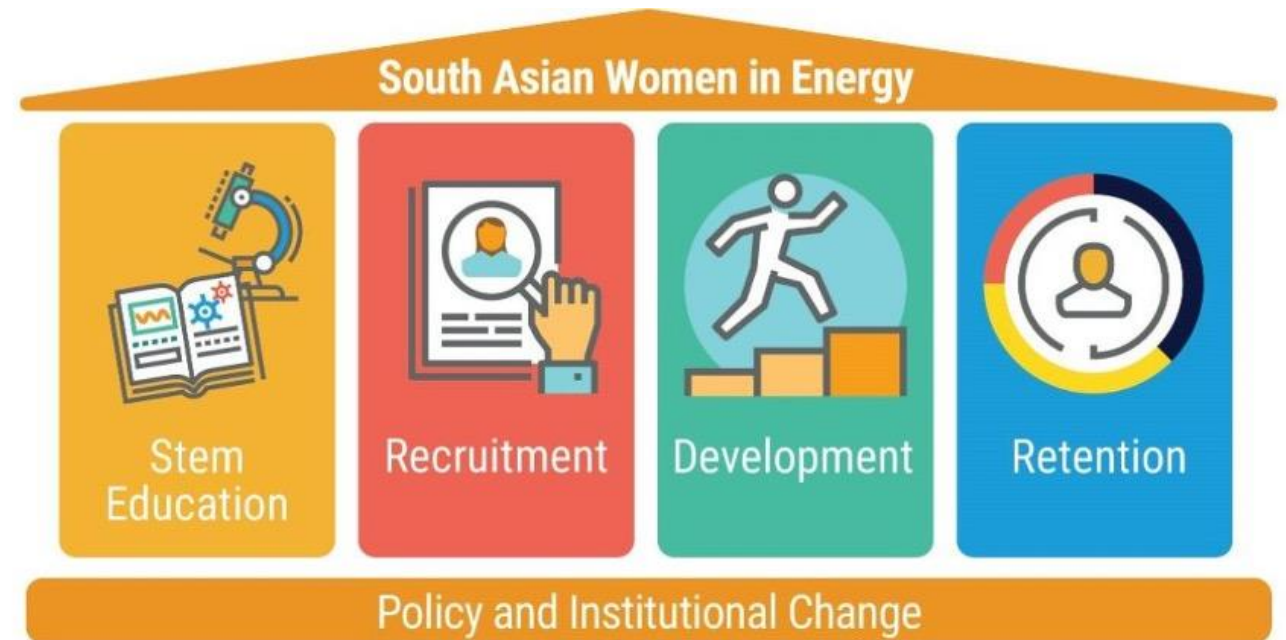 South Asian Women in Energy
Stem
Education
Recruitment
Development
Retention
Policy and Institutional Change